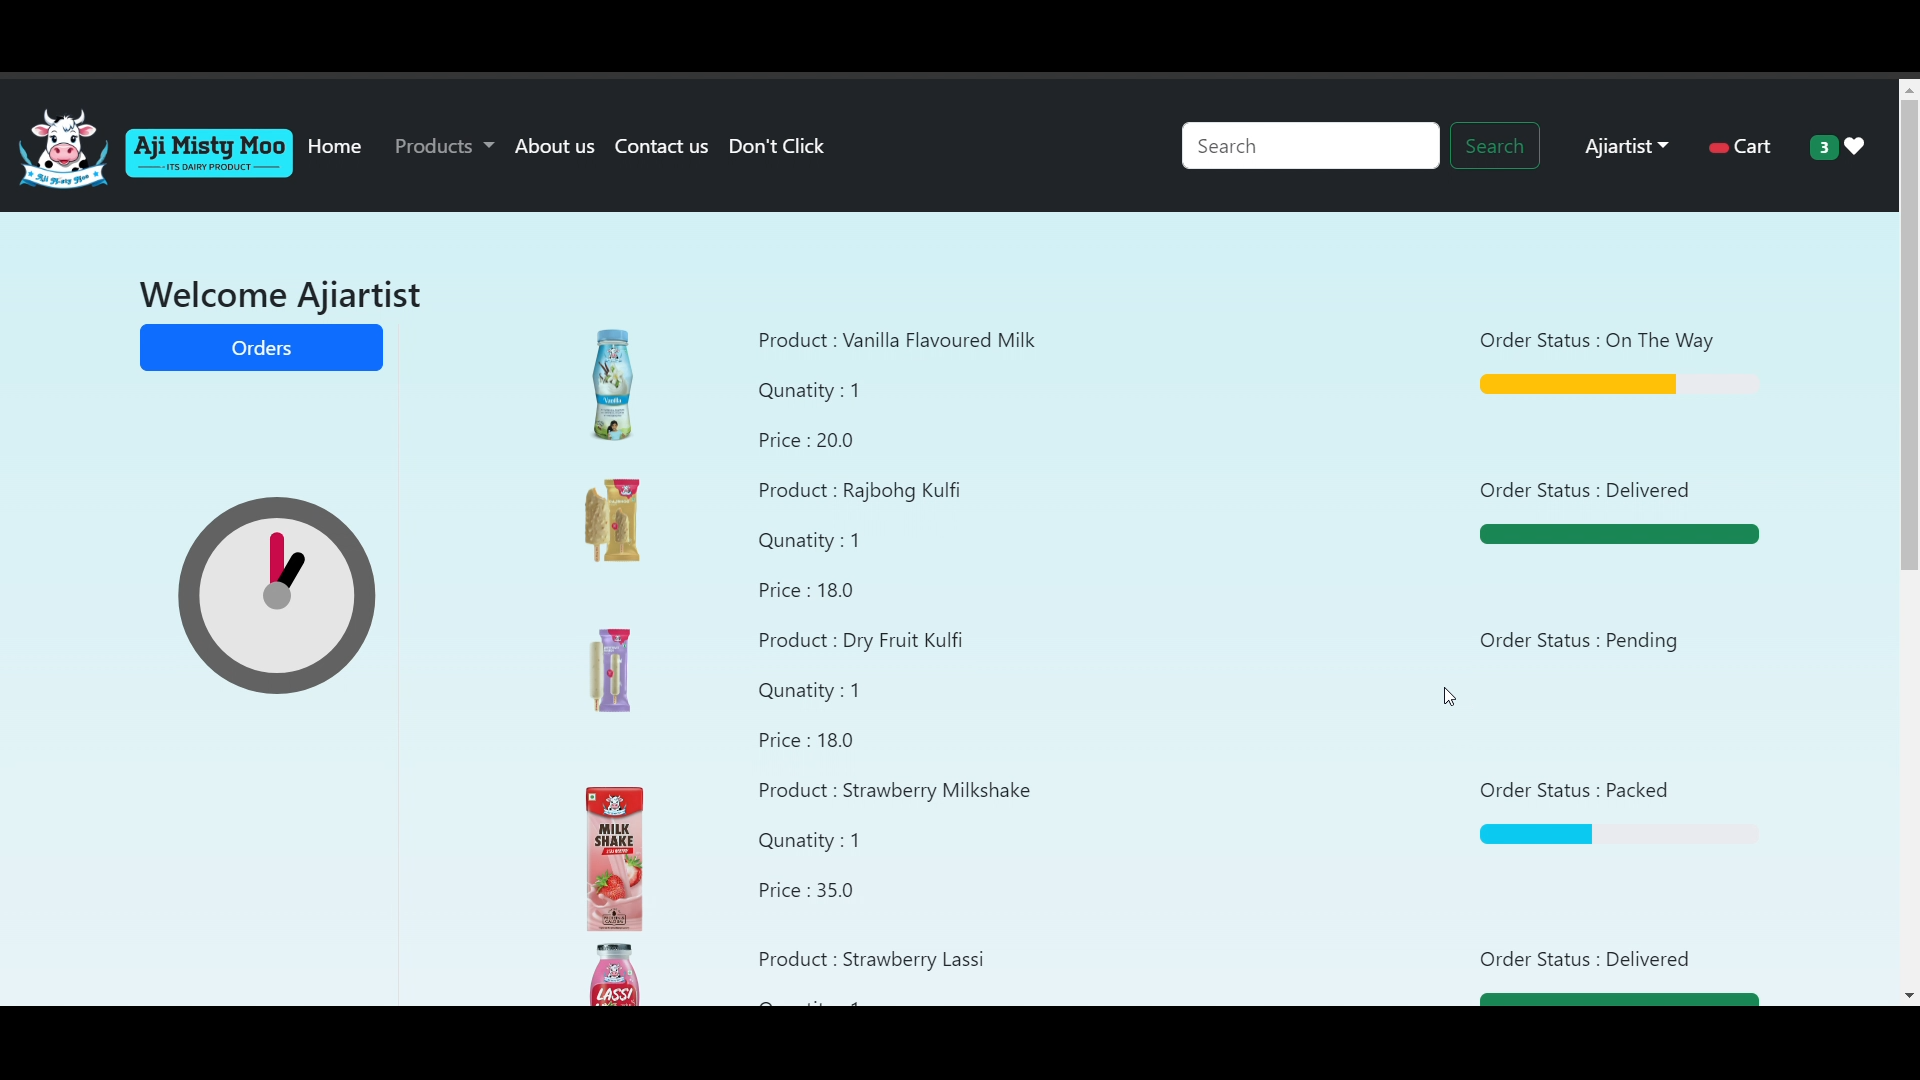 Aji Misty Moo
ITS DAIRY PRODUCT
Home
Products
About us
Contact us
Don't Click
Search
Search
Ajiartist
Cart
3
Welcome Ajiartist
Orders
Product : Vanilla Flavoured Milk
Order Status : On The Way
Qunatity : 1
Price : 20.0
Vanilla
Product : Rajbohg Kulfi
Order Status : Delivered
Qunatity : 1
Price : 18.0
Product : Dry Fruit Kulfi
Order Status : Pending
Qunatity : 1
Price : 18.0
Product : Strawberry Milkshake
Order Status : Packed
MILK
SHAKE
Qunatity : 1
Price : 35.0
Product : Strawberry Lassi
Order Status : Delivered
LASSI